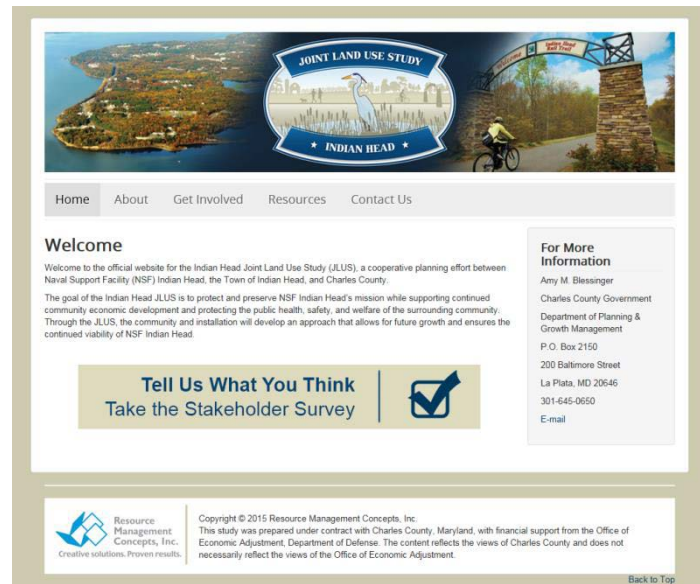 JOINT LAND USE STUDY
INDIAN HEAD
Welcome
Indian Head
Rail Trail
Home About Get Involved Resources Contact Us
Welcome
Welcome to the official website for the Indian Head Joint Land Use Study (JLUS), a cooperative planning effort between
Naval Support Facility (NSF) Indian Head, the Town of Indian Head, and Charles County.
The goal of the Indian Head JLUS is to protect and preserve NSF Indian Head's mission while supporting continued
community economic development and protecting the public health, safety, and welfare of the surrounding community.
Through the JLUS, the community and installation will develop an approach that allows for future growth and ensures the
continued viability of NSF Indian Head.
Tell Us What You Think
Take the Stakeholder Survey
For More
Information
Amy M. Blessinger
Charles County Government
Department of Planning &
Growth Management
P.O. Box 2150
200 Baltimore Street
La Plata, MD 20646
301-645-0650
E-mail
Resource
Management
Concepts, Inc.
Creative solutions. Proven results.
Copyright © 2015 Resource Management Concepts, Inc.
This study was prepared under contract with Charles County, Maryland, with financial support from the Office of
Economic Adjustment, Department of Defense. The content reflects the views of Charles County and does not
necessarily reflect the views of the Office of Economic Adjustment.
Back to Top